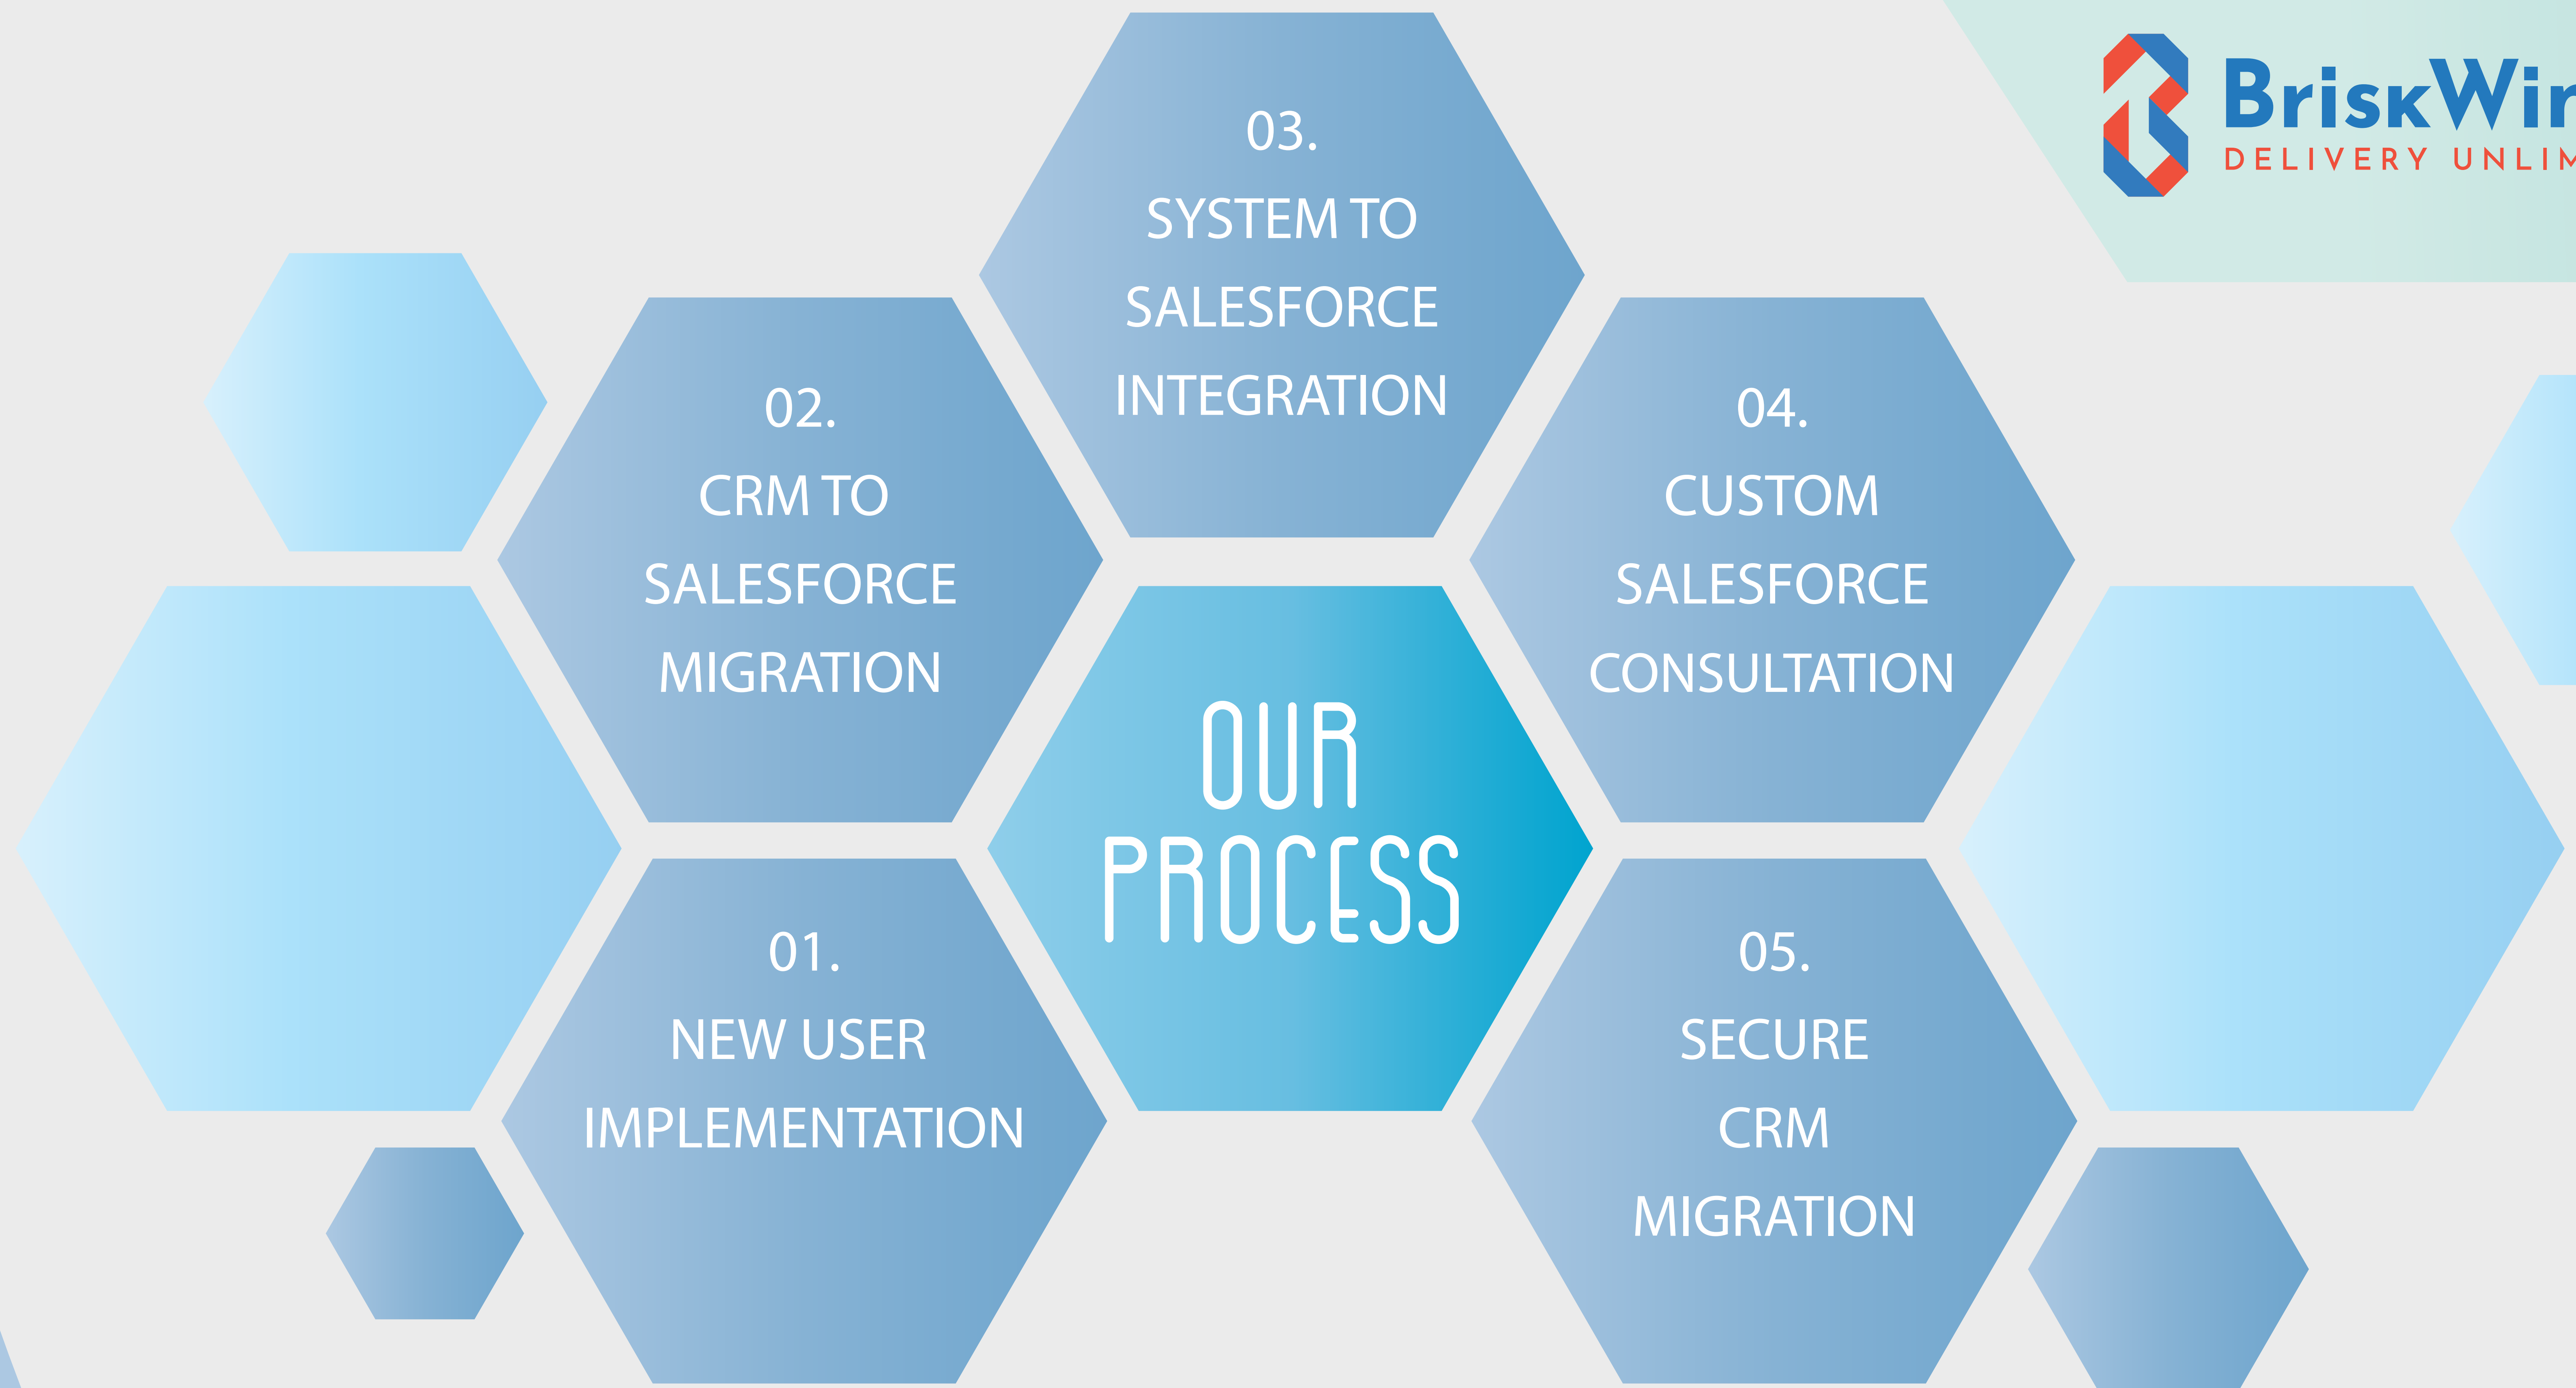 BriskWin
DELIVERY UNLIM
03.
SYSTEM TO
SALESFORCE
INTEGRATION
02.
CRM TO
SALESFORCE
MIGRATION
04.
CUSTOM
SALESFORCE
CONSULTATION
OUR
PROCESS
01.
NEW USER
IMPLEMENTATION
05.
SECURE
CRM
MIGRATION